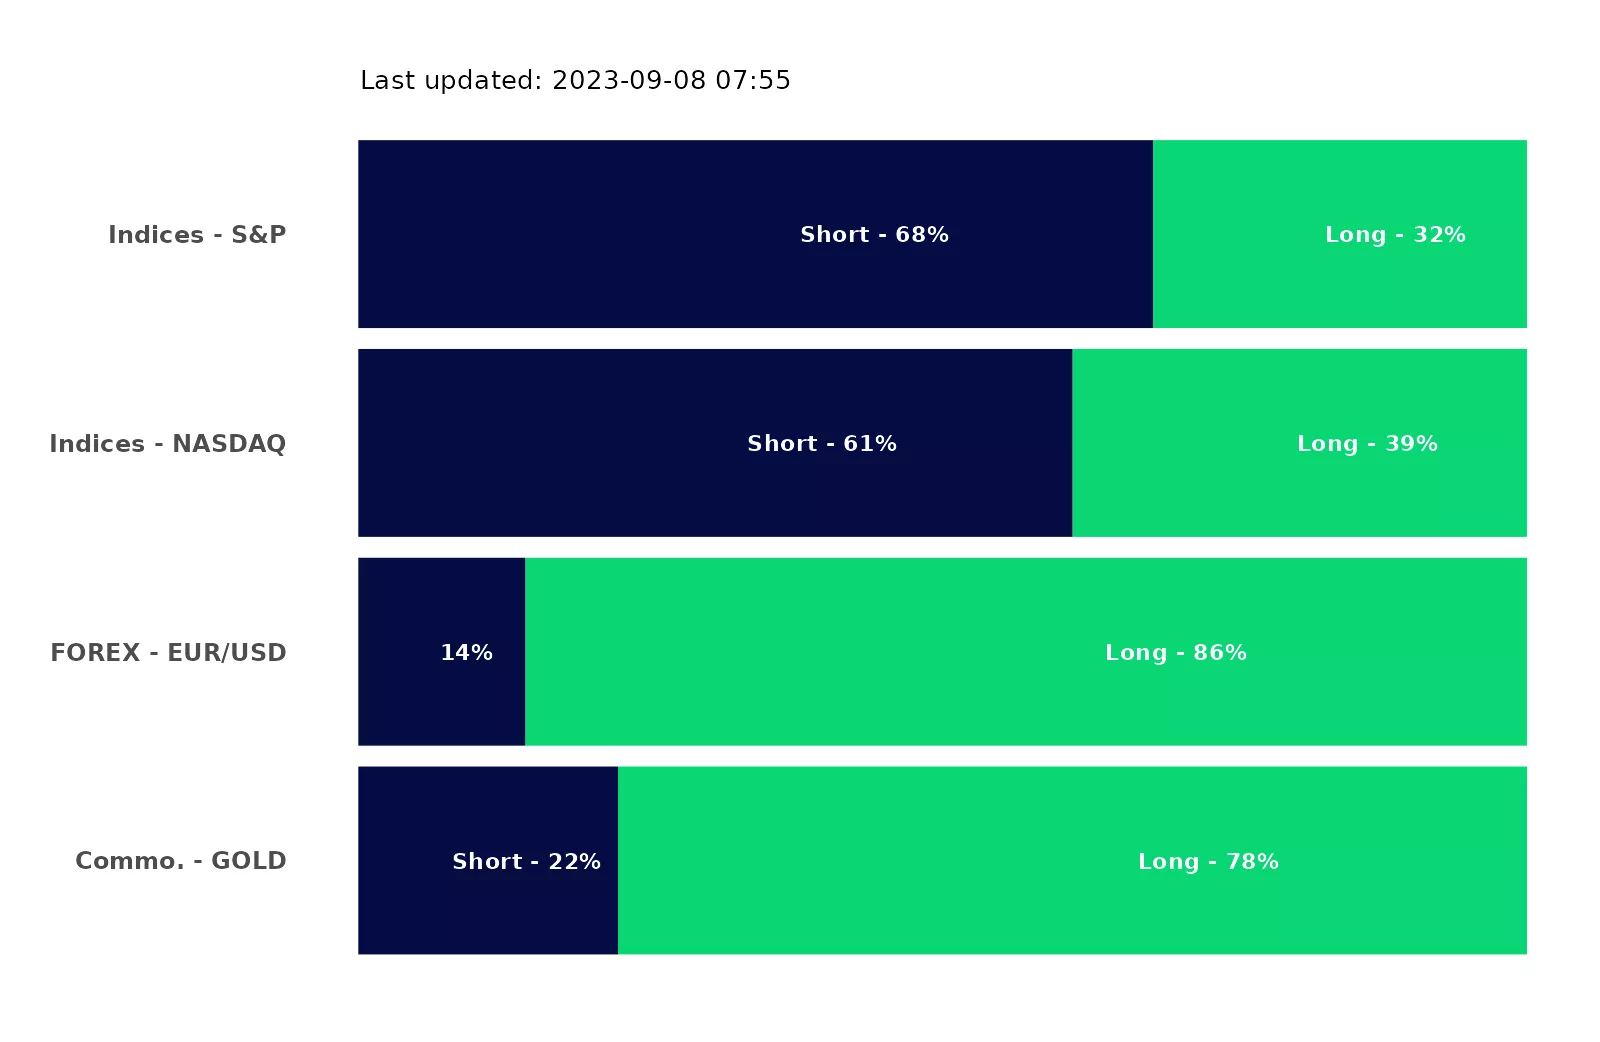 Last updated: 2023-09-08 07:55
Indices - S&P Short - 68% Long - 32%
Indices - NASDAQ Short - 61% Long - 39%
FOREX - EUR/USD 14% Long - 86%
Commo. - GOLD Short - 22% Long - 78%